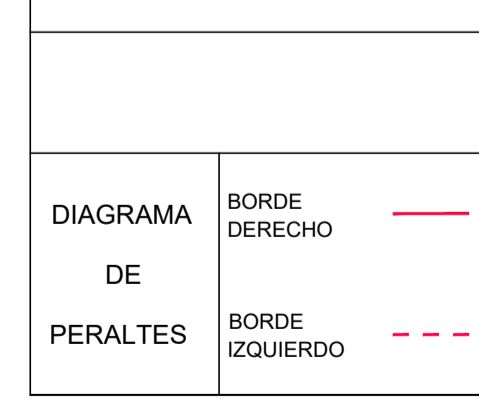 DIAGRAMA
DE
PERALTES
BORDE
DERECHO
BORDE
IZQUIERDO